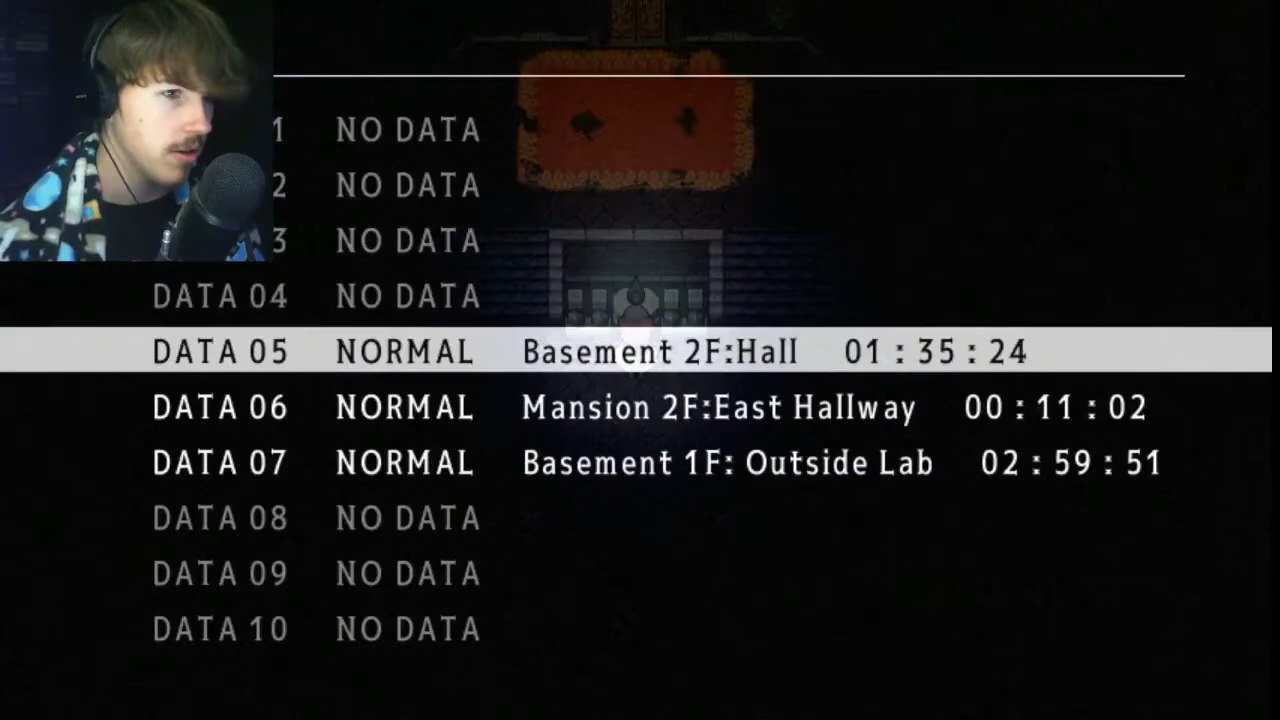 1 NO DATA
2 NO DATA
3 NO DATA
DATA 04 NO DATA
DATA 05 NORMAL Basement 2F:Hall 01:35:24
DATA 06 NORMAL Mansion 2F:East Hallway 00:11:02
DATA 07 NORMAL Basement 1F: Outside Lab 02:59:51
DATA 08 NO DATA
DATA 09 NO DATA
DATA 10 NO DATA